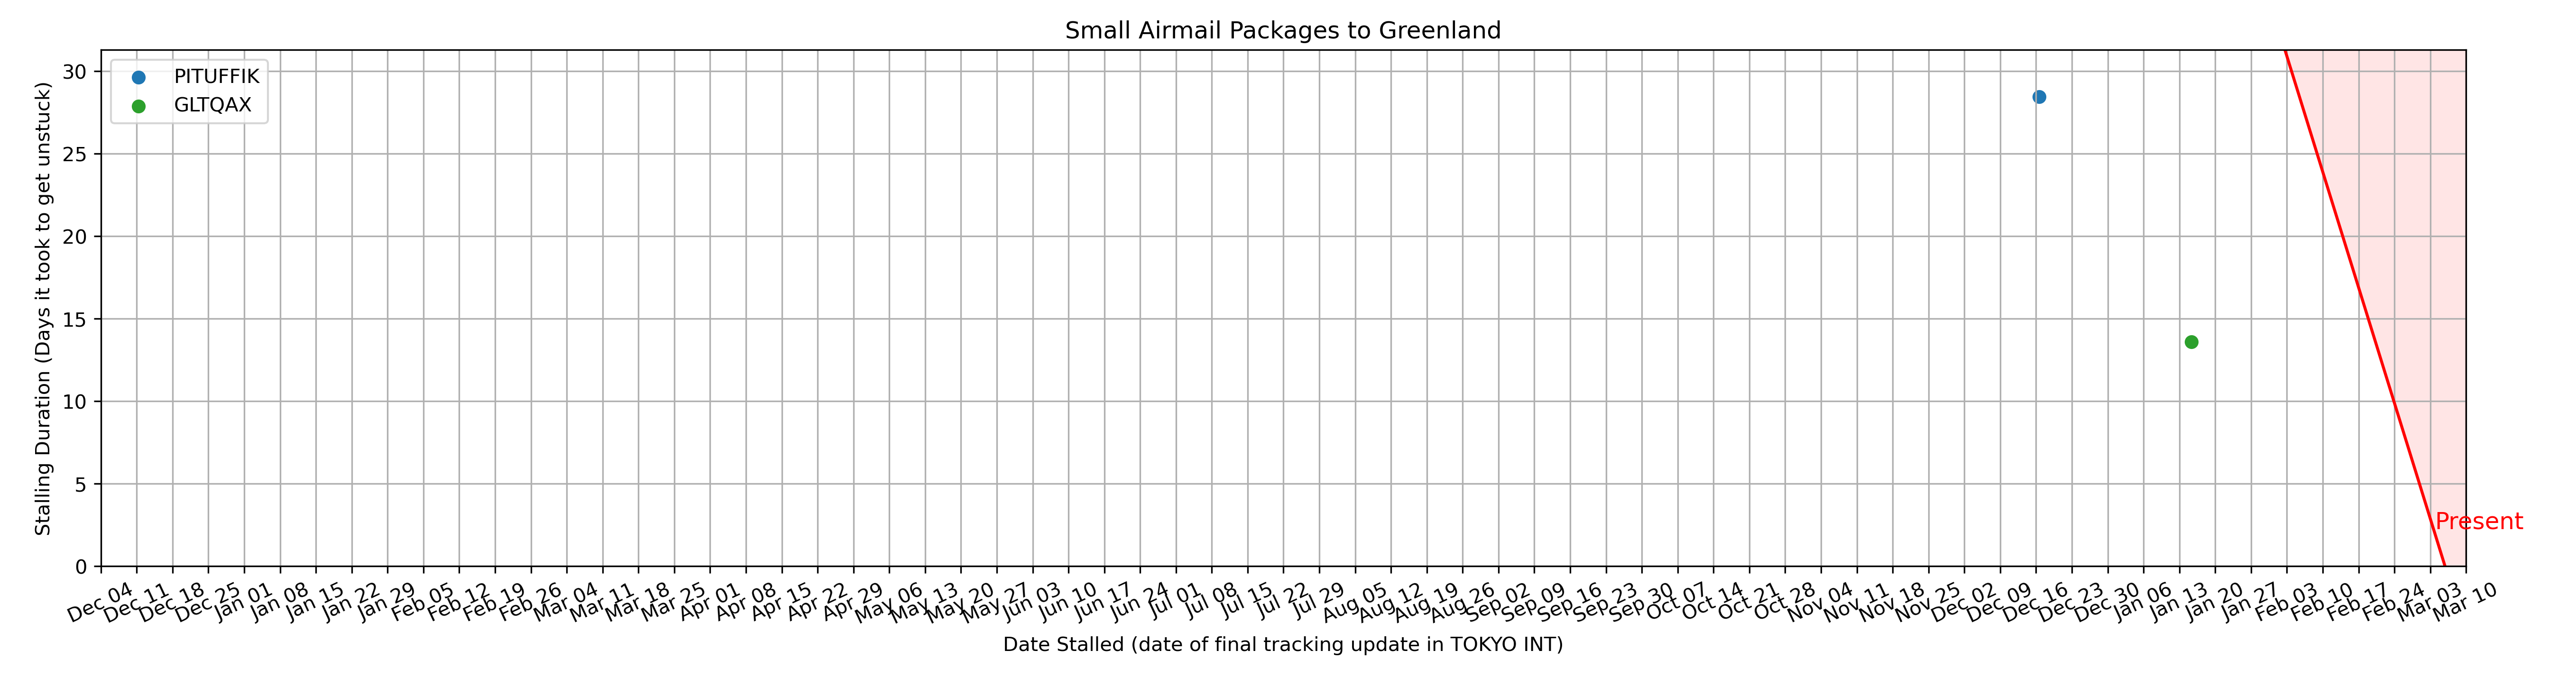 Small Airmail Packages to Greenland
PITUFFIK
GLTQAX
Stalling Duration (Days it took to get unstuck)
30
25
20
15
10
5
0
Present
Dec 04
Dec 11
Dec 18
Dec 25
Jan 01
Jan 08
Jan 15
Jan 22
Jan 29
Feb 05
Feb 12
Feb 19
Feb 26
Mar 04
Mar 11
Mar 18
Mar 25
Apr 01
Apr 08
Apr 15
Apr 22
Apr 29
May 06
May 13
May 20
May 27
Jun 03
Jun 10
Jun 17
Jun 24
Jul 01
Jul 08
Jul 15
Jul 22
Jul 29
Aug 05
Aug 12
Aug 19
Aug 26
Sep 02
Sep 09
Sep 16
Sep 23
Sep 30
Oct 07
Oct 14
Oct 21
Oct 28
Nov 04
Nov 11
Nov 18
Nov 25
Dec 02
Dec 09
Dec 16
Dec 23
Dec 30
Jan 06
Jan 13
Jan 20
Jan 27
Feb 03
Feb 10
Feb 17
Feb 24
Mar 03
Mar 10
Date Stalled (date of final tracking update in TOKYO INT)